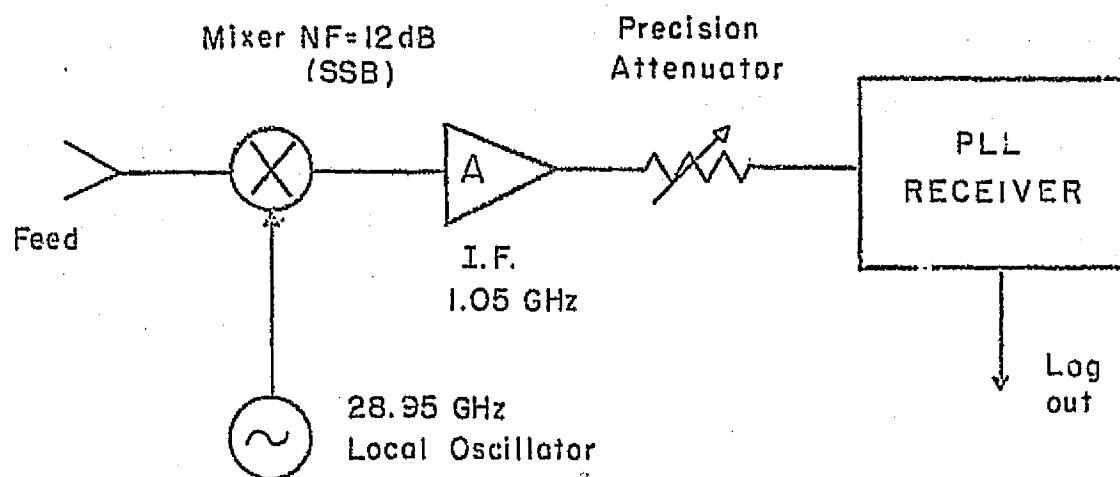 Mixer NF=12dB
(SSB)
Precision
Attenuator
PLL
RECEIVER
A
Feed
I.F.
1.05 GHz
28.95 GHz
Local Oscillator
Log
out